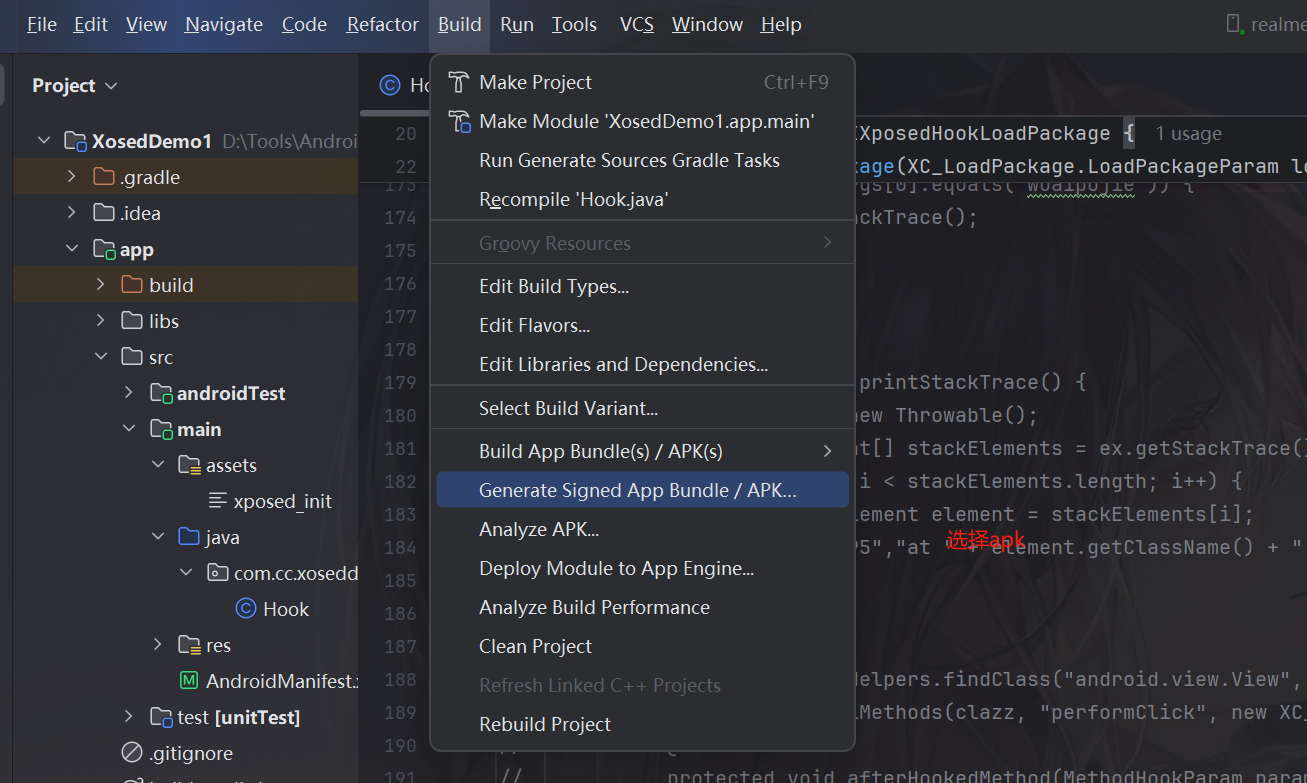 File Edit View Navigate Code Refactor Build Run Tools VCS Window Help realme
Project
XosedDemo1 D:\Tools\Androi
.gradle
.idea
app
build
libs
src
androidTest
main
assets
xposed_init
java
com.cc.xosedd
Hook
res
AndroidManifest.x
test [unitTest]
.gitignore
Make Project Ctrl+F9
Make Module 'XosedDemo1.app.main'
Run Generate Sources Gradle Tasks
Recompile 'Hook.java'
Groovy Resources
Edit Build Types...
Edit Flavors...
Edit Libraries and Dependencies...
Select Build Variant...
Build App Bundle(s) / APK(s)
Generate Signed App Bundle / APK...
Analyze APK...
Deploy Module to App Engine...
Analyze Build Performance
Clean Project
Refresh Linked C++ Projects
Rebuild Project
Ho
20 IXposedHookLoadPackage { 1 usage
22 kage(XC_LoadPackage.LoadPackageParam lo
173 rgs[0].equals("woaipojie")) {
174 ckTrace();
175
176
177
178
179 printStackTrace() {
180 new Throwable();
181 nt[] stackElements = ex.getStackTrace()
182 i < stackElements.length; i++) {
183 lement element = stackElements[i];
184 P5","at " + element.getClassName() + "
选择apk
185
186
187
188 Helpers.findClass("android.view.View",
189 lMethods(clazz, "performClick", new XC_
190 // {
191 // protected void afterHookedMethod(MethodHookParam param